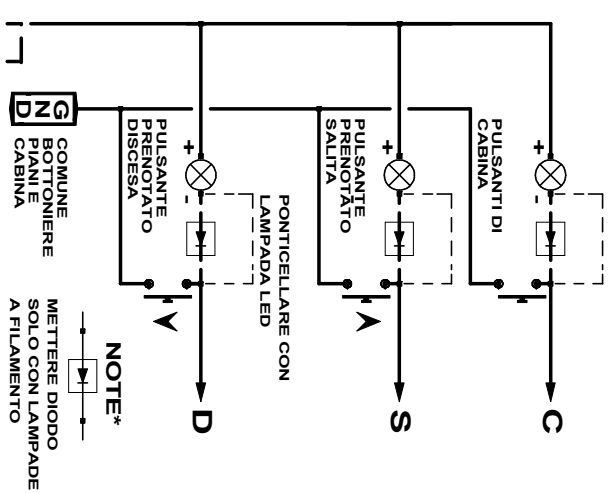 GND
COMUNE
BOTTONIERE
PIANI E
CABINA
PULSANTI DI
CABINA
+
-
C
PULSANTE
PRENOTATO
SALITA
+
-
S
PULSANTE
PRENOTATO
DISCESA
+
-
D
PONTICELLARE CON
LAMPADA LED
NOTE*
METTERE DIODO
SOLO CON LAMPADE
A FILAMENTO